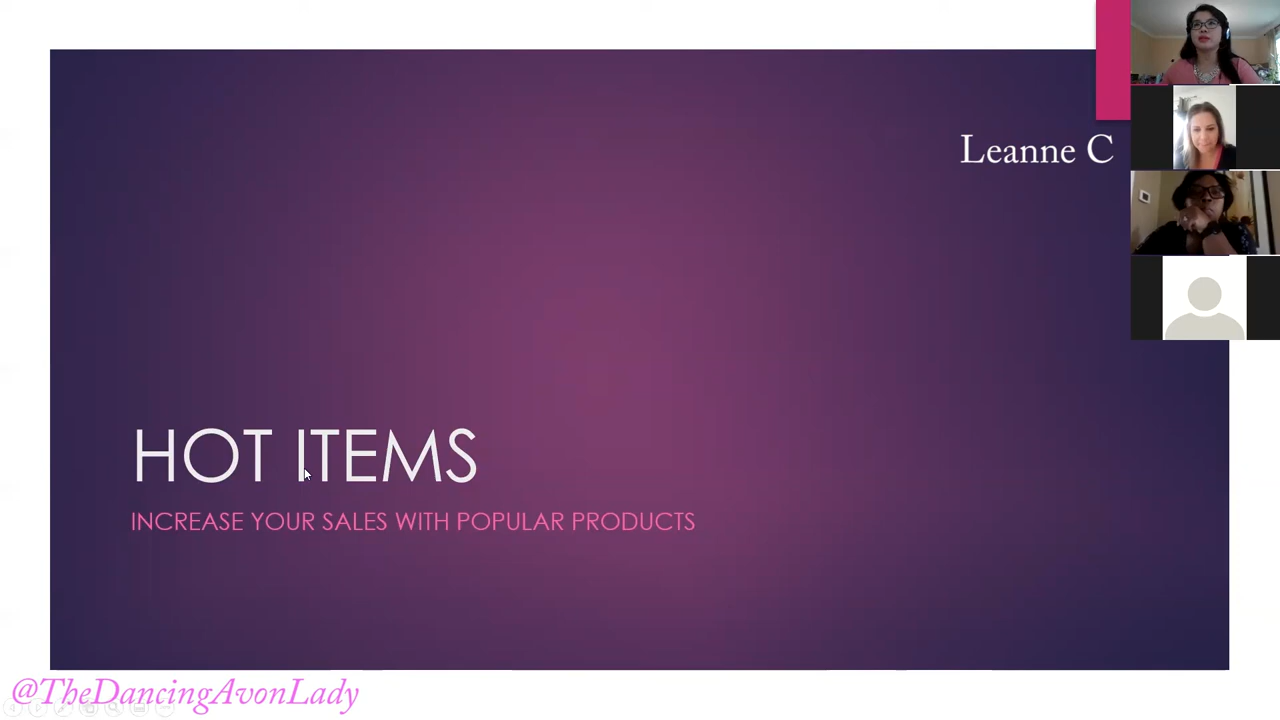 Leanne C
HOT ITEMS
INCREASE YOUR SALES WITH POPULAR PRODUCTS
@TheDancingAvonLady